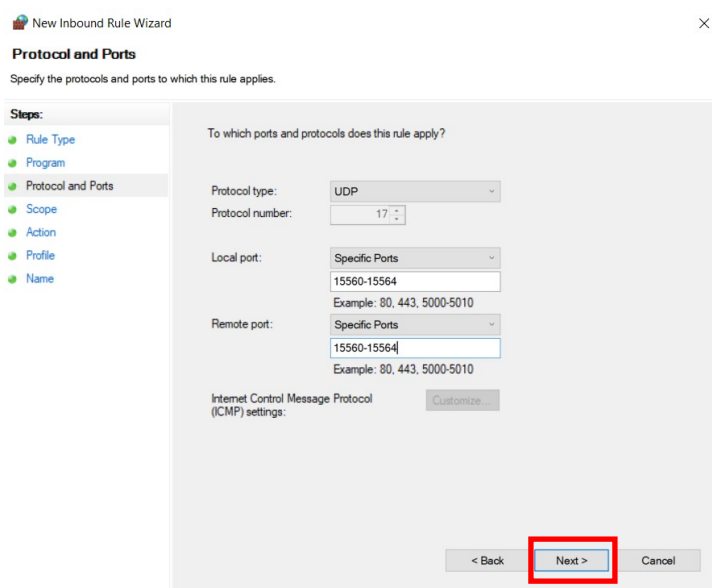 New Inbound Rule Wizard
Protocol and Ports
Specify the protocols and ports to which this rule applies.
Steps:
Rule Type
Program
Protocol and Ports
Scope
Action
Profile
Name
To which ports and protocols does this rule apply?
Protocol type: UDP
Protocol number: 17
Local port: Specific Ports
15560-15564
Example: 80, 443, 5000-5010
Remote port: Specific Ports
15560-15564
Example: 80, 443, 5000-5010
Internet Control Message Protocol Customize...
(ICMP) settings:
< Back Next > Cancel